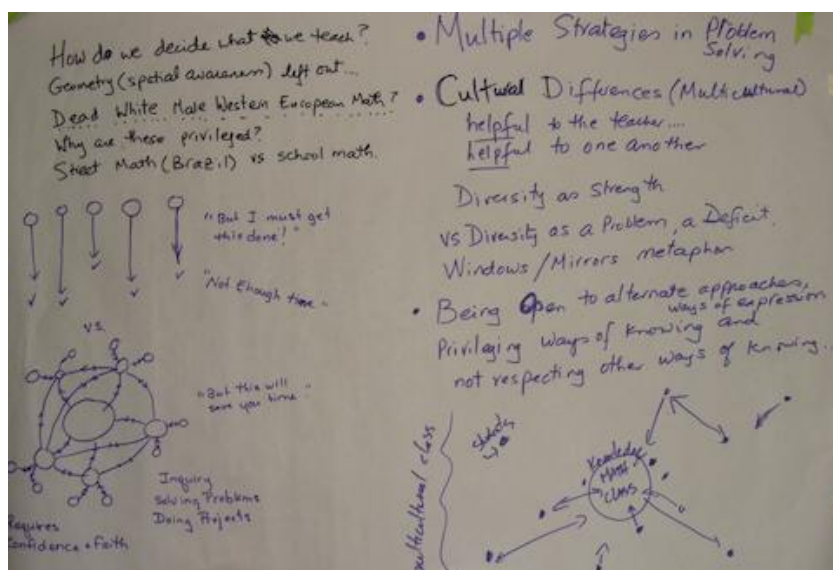 How do we decide what we teach?
Geometry (spatial awareness) left out...
Dead White Male Western European Math?
Why are these privileged?
Street Math (Brazil) vs school math.
"But I must get
this done!"
"Not Enough time"
vs.
"But this will
save you time"
Inquiry
Solving Problems
Doing Projects
Requires
Confidence + Faith
• Multiple Strategies in Problem
Solving
• Cultural Diffences (Multicultural)
helpful to the teacher....
helpful to one another
Diversity as Strength
vs Diversity as a Problem, a Deficit.
Windows/Mirrors metaphor
• Being Open to alternate approaches,
ways of expression
Privileging ways of knowing and
not respecting other ways of knowing...
multicultural class
Students
Knowledge
MATH
CLASS